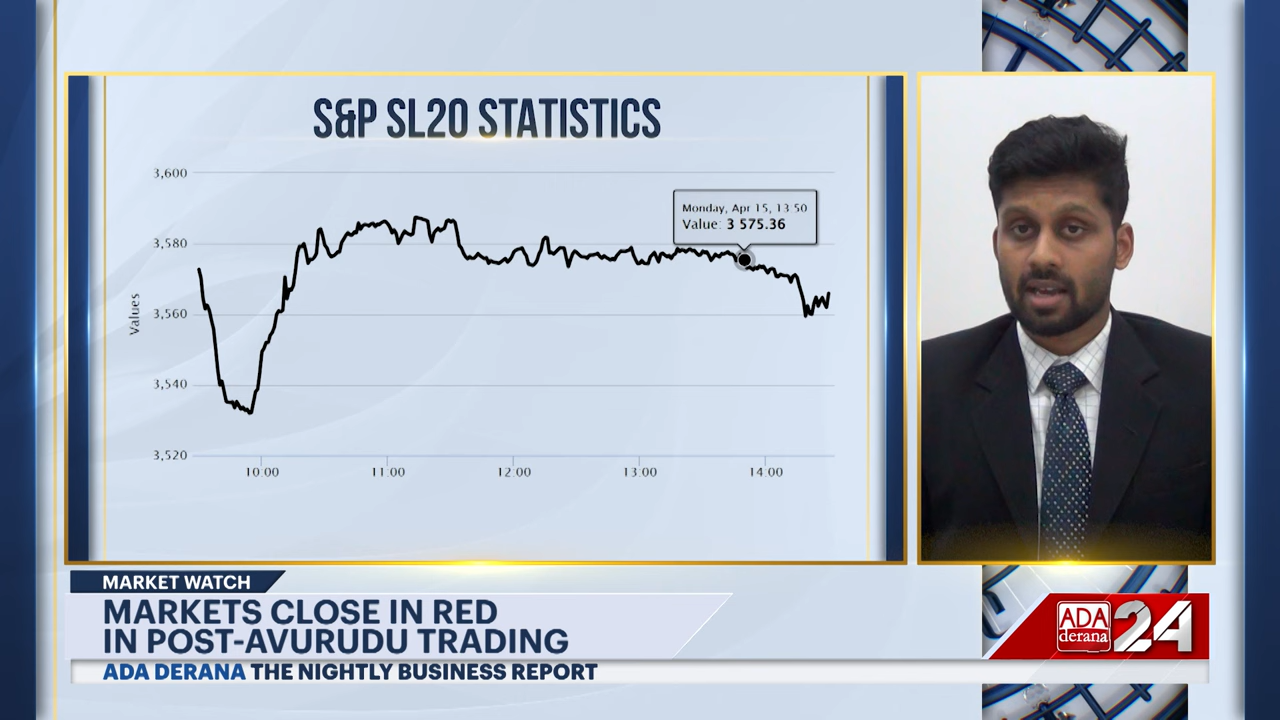 S&P SL20 STATISTICS
3,600
3,580
3,560
3,540
3,520
Values
Monday, Apr 15, 13:50
Value: 3 575.36
10:00
11:00
12:00
13:00
14:00
MARKET WATCH
MARKETS CLOSE IN RED
IN POST-AVURUDU TRADING
ADA DERANA THE NIGHTLY BUSINESS REPORT
ADA
derana
24